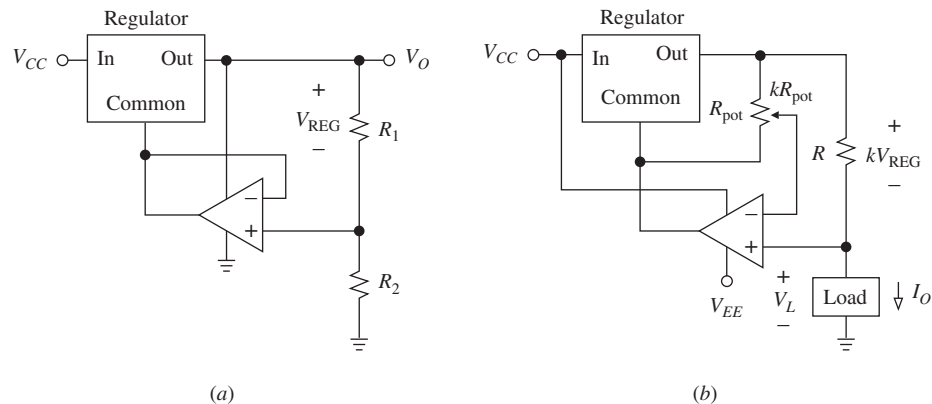 Regulator
V_CC
In
Out
V_O
Common
+
V_REG
−
R_1
−
+
R_2
(a)
Regulator
V_CC
In
Out
Common
kR_pot
R_pot
R
+
kV_REG
−
−
+
V_EE
+
V_L
−
Load
I_O
(b)